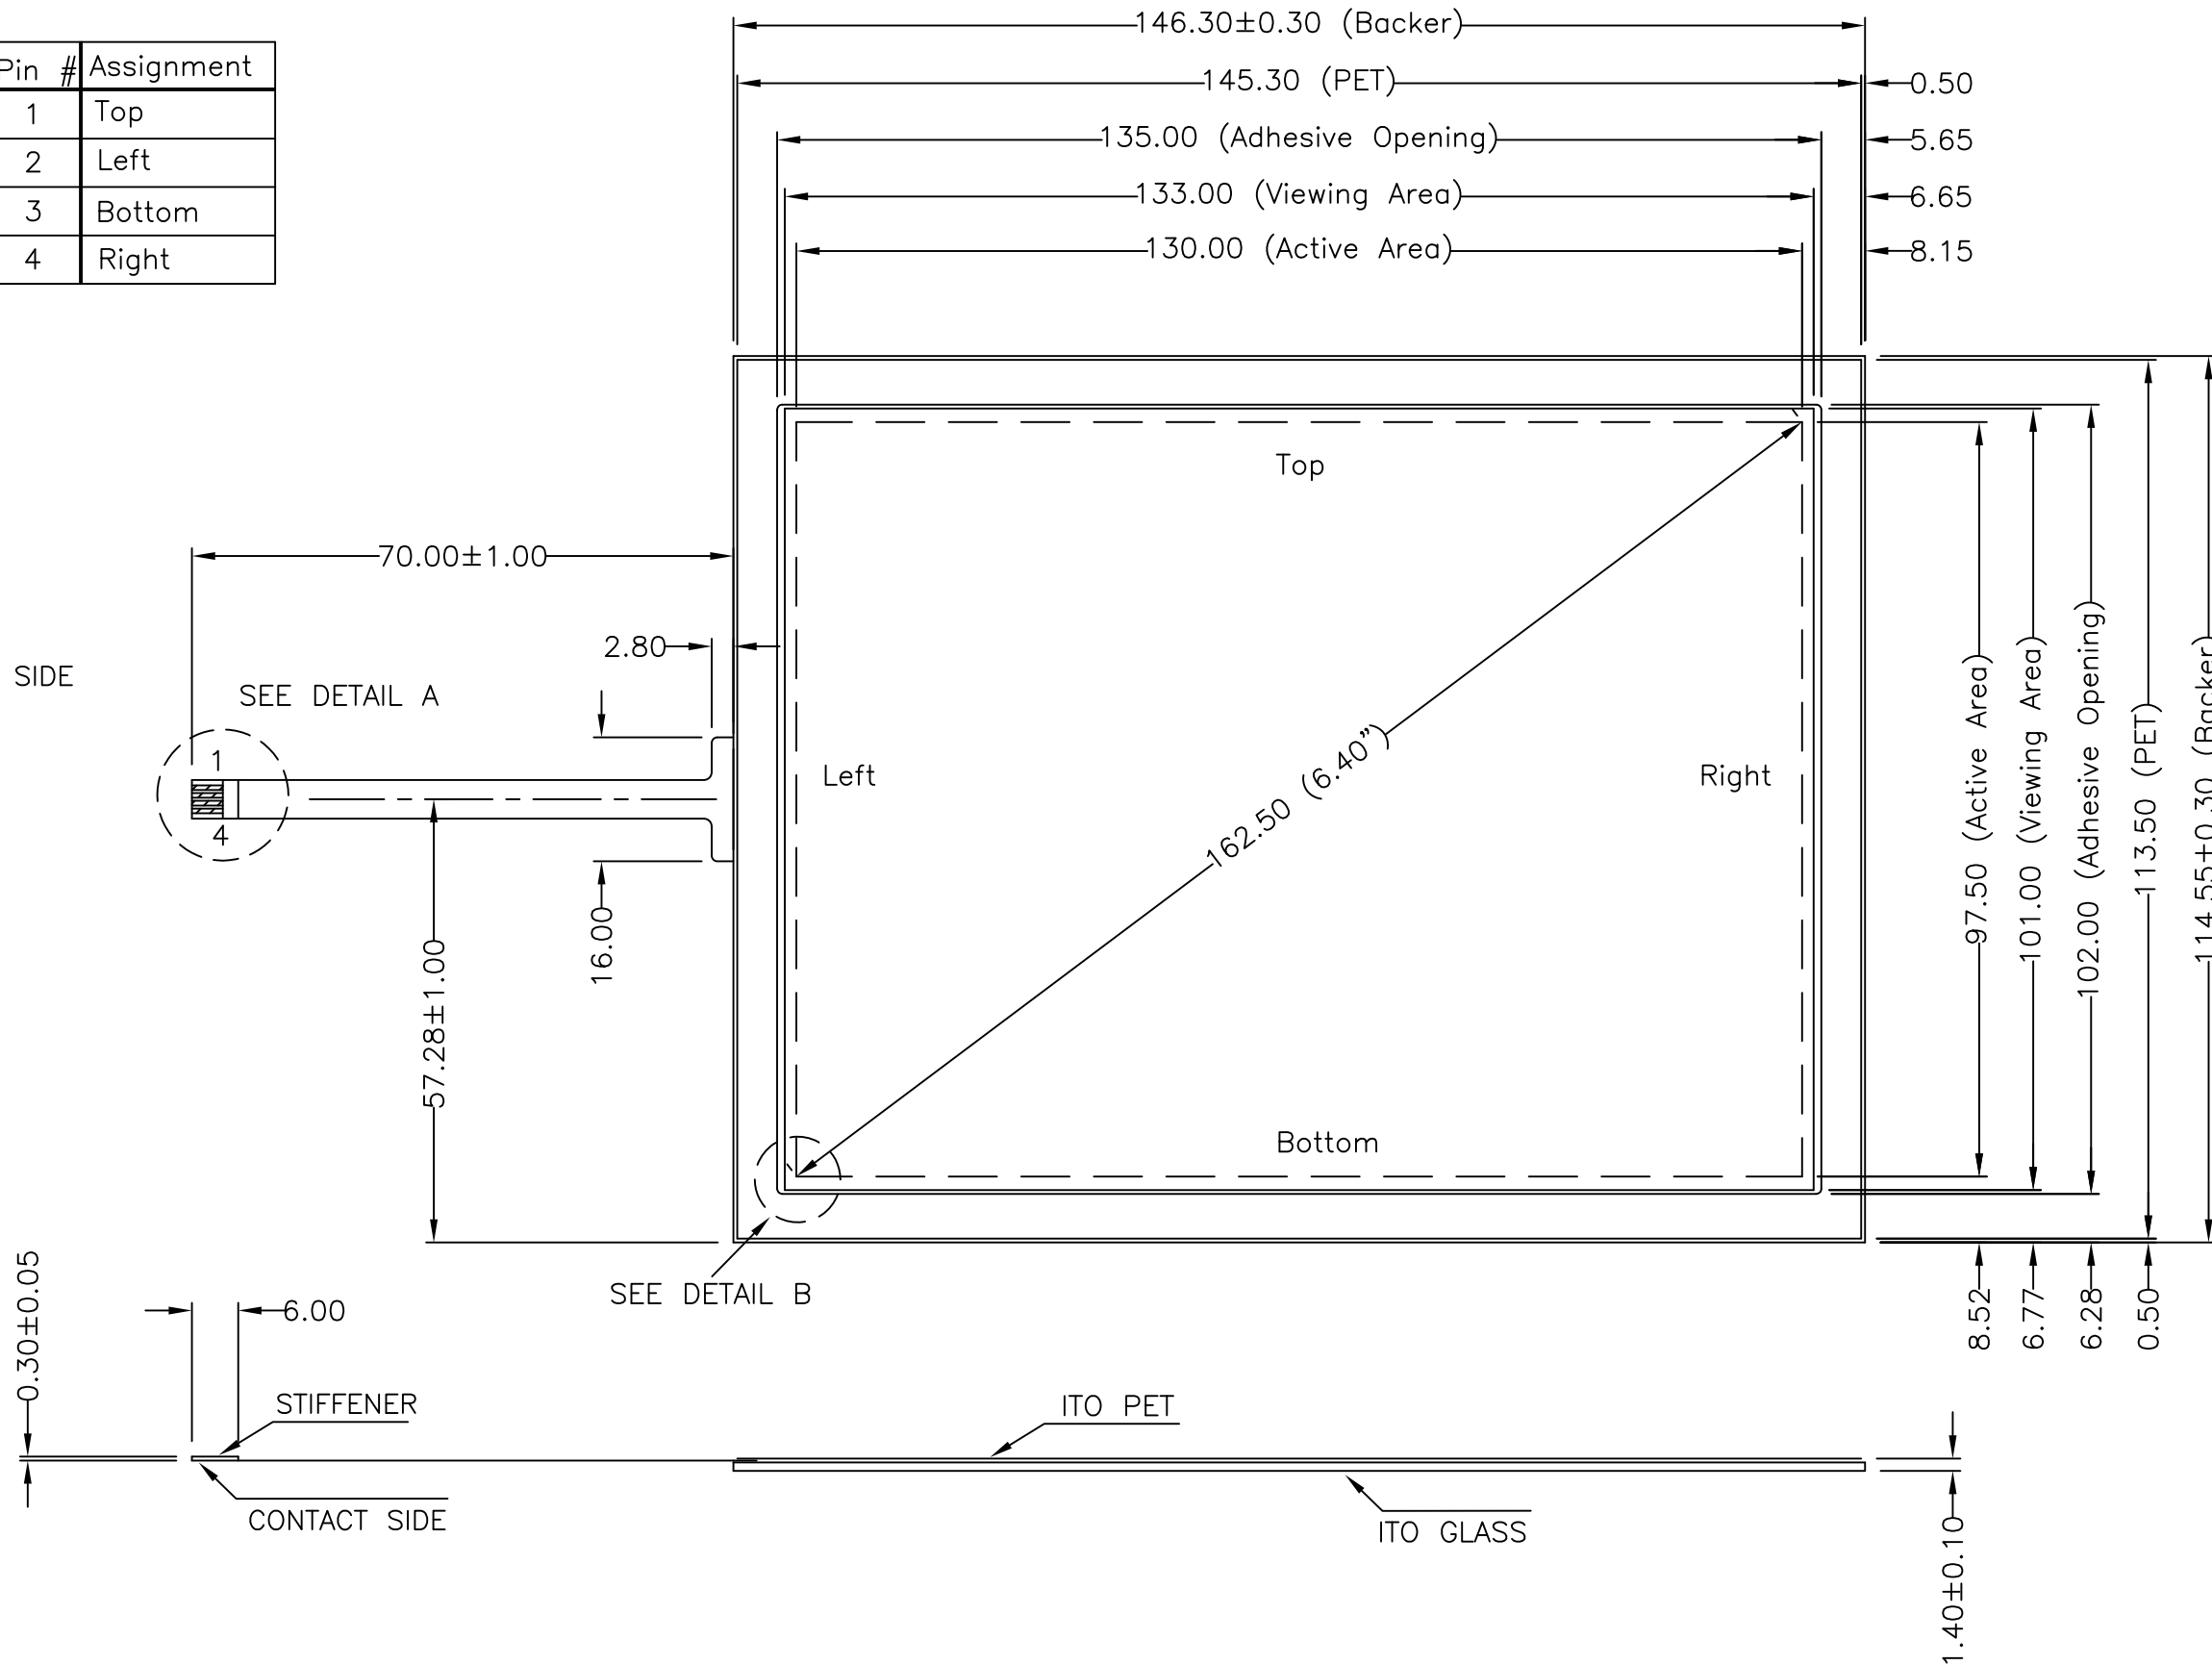 146.30±0.30 (Backer)
Pin # Assignment
1 Top
2 Left
3 Bottom
4 Right
145.30 (PET)
0.50
135.00 (Adhesive Opening)
5.65
133.00 (Viewing Area)
6.65
130.00 (Active Area)
8.15
Top
70.00±1.00
2.80
SIDE
SEE DETAIL A
1
4
Left
Right
162.50 (6.40”)
97.50 (Active Area)
101.00 (Viewing Area)
102.00 (Adhesive Opening)
113.50 (PET)
114.55±0.30 (Backer)
16.00
57.28±1.00
Bottom
SEE DETAIL B
8.52
6.77
6.28
0.50
0.30±0.05
6.00
STIFFENER
ITO PET
CONTACT SIDE
ITO GLASS
1.40±0.10